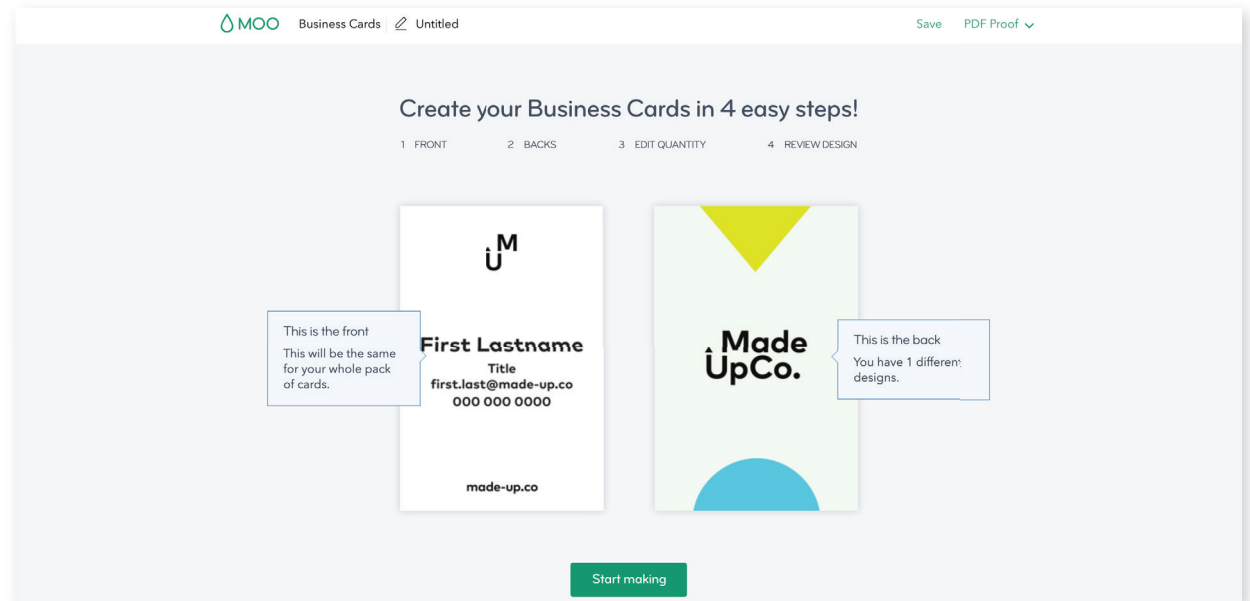 MOO Business Cards Untitled Save PDF Proof
Create your Business Cards in 4 easy steps!
1 FRONT 2 BACKS 3 EDIT QUANTITY 4 REVIEW DESIGN
M
U
This is the front
This will be the same
for your whole pack
of cards.
First Lastname
Title
first.last@made-up.co
000 000 0000
made-up.co
Made
UpCo.
This is the back
You have 1 different
designs.
Start making